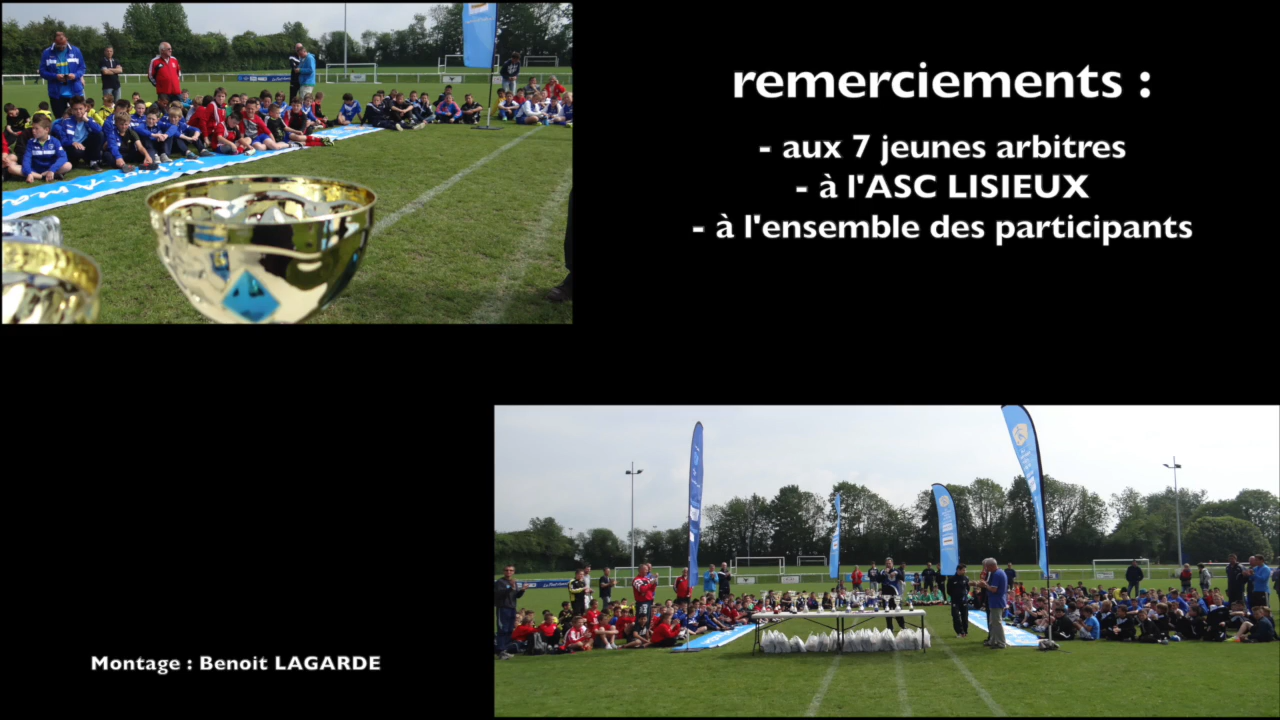 remerciements :
- aux 7 jeunes arbitres
- à l'ASC LISIEUX
- à l'ensemble des participants
Montage : Benoit LAGARDE